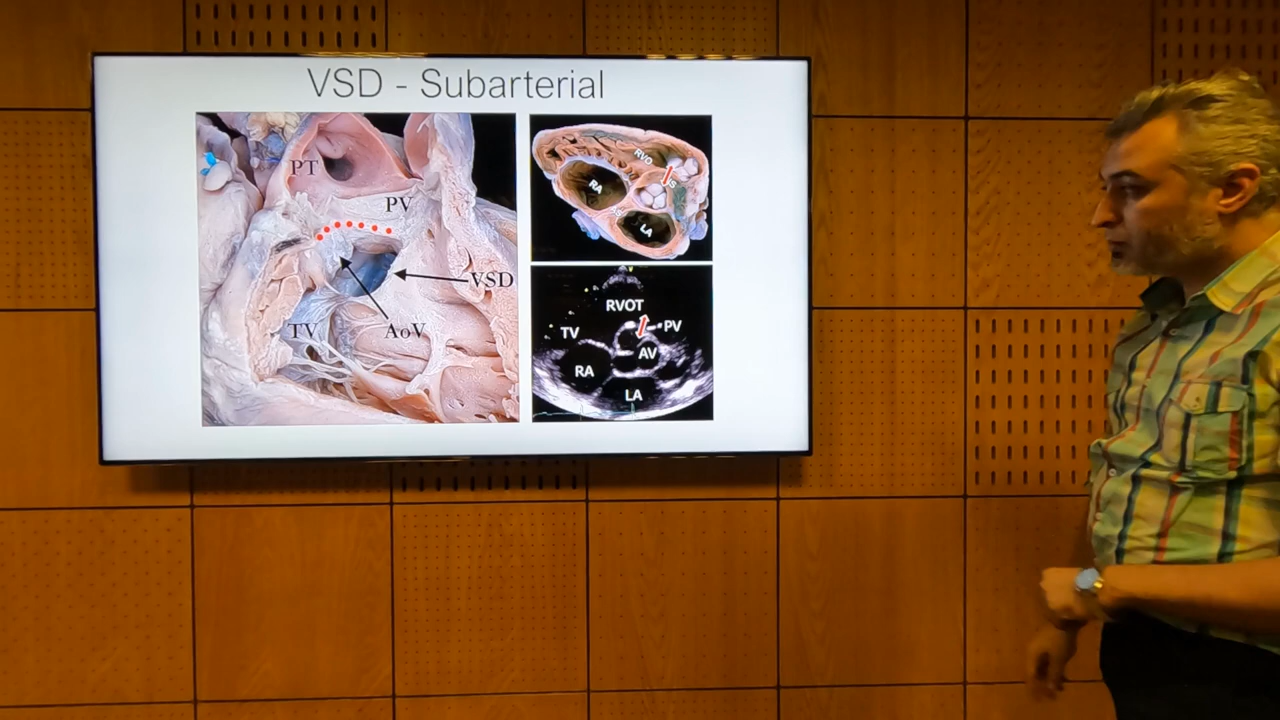 VSD - Subarterial
PT
PV
VSD
AoV
TV
RVO
RA
LA
RVOT
TV
PV
AV
RA
LA